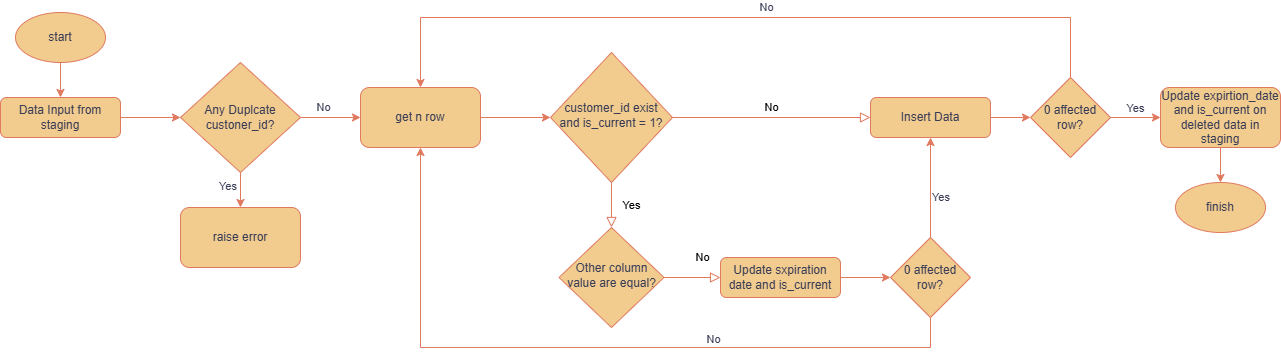 No
start
Data Input from
staging
Any Duplcate
custoner_id?
No
Yes
raise error
get n row
customer_id exist
and is_current = 1?
No
Yes
Other column
value are equal?
No
Update sxpiration
date and is_current
0 affected
row?
Yes
No
Insert Data
0 affected
row?
Yes
Update expirtion_date
and is_current on
deleted data in
staging
finish